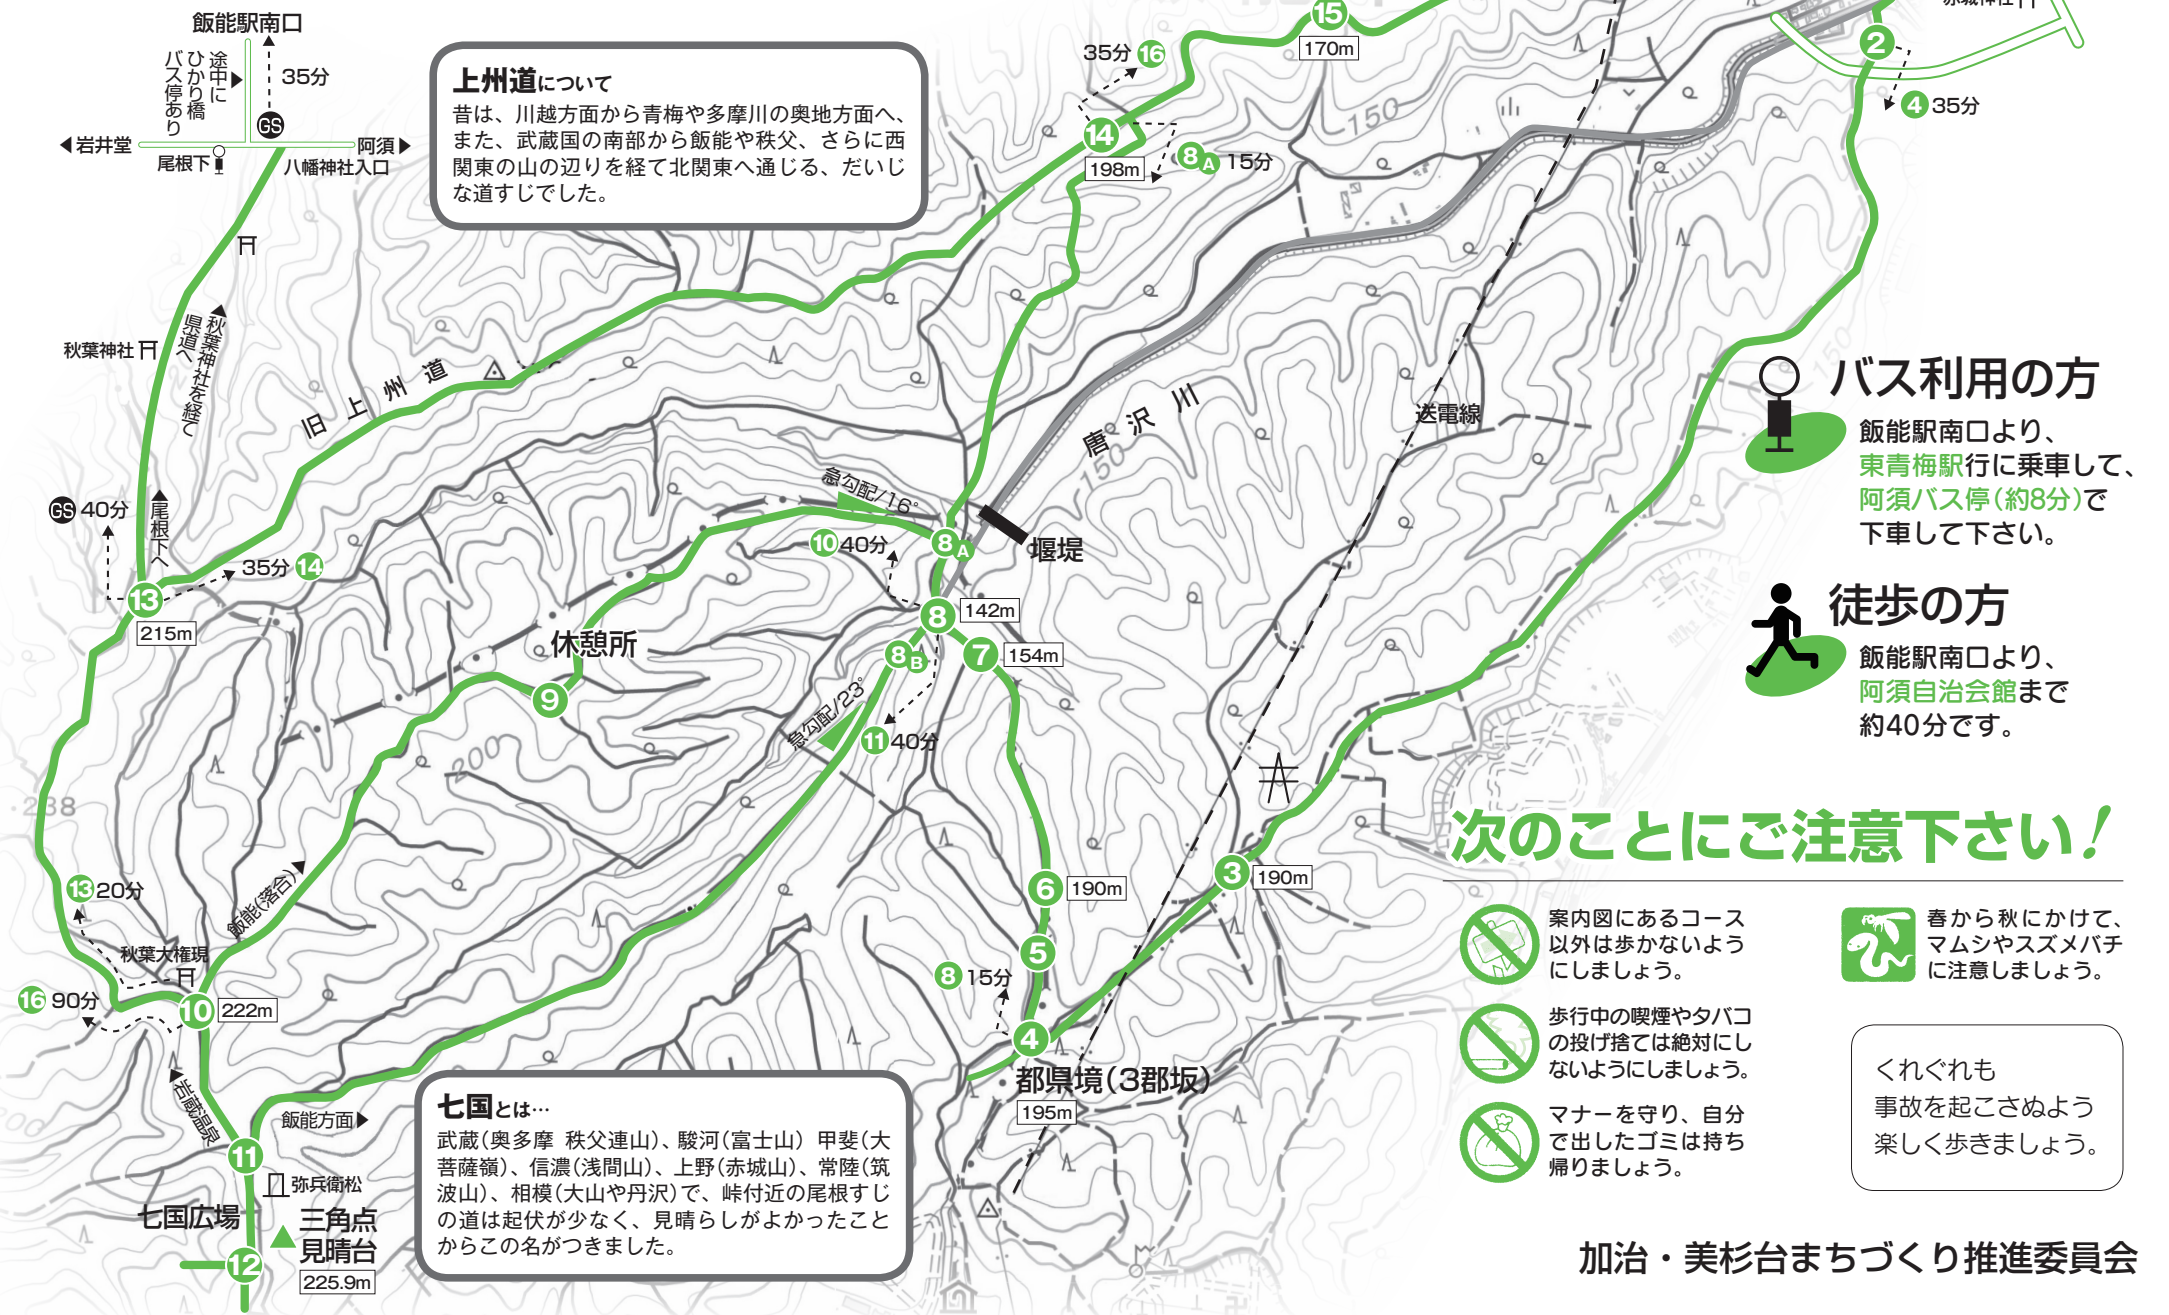 飯能駅南口
途中に
ひかり橋
バス停あり
35分
GS
岩井堂
阿須
尾根下
八幡神社入口
上州道について
昔は、川越方面から青梅や多摩川の奥地方面へ、
また、武蔵国の南部から飯能や秩父、さらに西
関東の山の辺りを経て北関東へ通じる、だいじ
な道すじでした。
15
170m
35分 16
14
198m
8A 15分
150
2
4 35分
秋葉神社
秋葉神社を経て
県道へ
旧上州道
唐沢川
150
送電線
150
GS 40分
尾根下へ
35分 14
13
215m
急勾配/16°
10 40分
8A
堰堤
8
142m
7
154m
8B
急勾配/23°
11 40分
休憩所
9
200
238
13 20分
飯能(落合)
秋葉大権現
16 90分
10
222m
岩蔵温泉
飯能方面
11
弥兵衛松
七国広場
三角点
見晴台
225.9m
12
6
190m
5
3
190m
8 15分
4
都県境(3郡坂)
195m
七国とは…
武蔵(奥多摩 秩父連山)、駿河(富士山) 甲斐(大
菩薩嶺)、信濃(浅間山)、上野(赤城山)、常陸(筑
波山)、相模(大山や丹沢)で、峠付近の尾根すじ
の道は起伏が少なく、見晴らしがよかったこと
からこの名がつきました。
バス利用の方
飯能駅南口より、
東青梅駅行に乗車して、
阿須バス停(約8分)で
下車して下さい。
徒歩の方
飯能駅南口より、
阿須自治会館まで
約40分です。
次のことにご注意下さい！
案内図にあるコース
以外は歩かないよう
にしましょう。
春から秋にかけて、
マムシやスズメバチ
に注意しましょう。
歩行中の喫煙やタバコ
の投げ捨ては絶対にし
ないようにしましょう。
マナーを守り、自分
で出したゴミは持ち
帰りましょう。
くれぐれも
事故を起こさぬよう
楽しく歩きましょう。
加治・美杉台まちづくり推進委員会